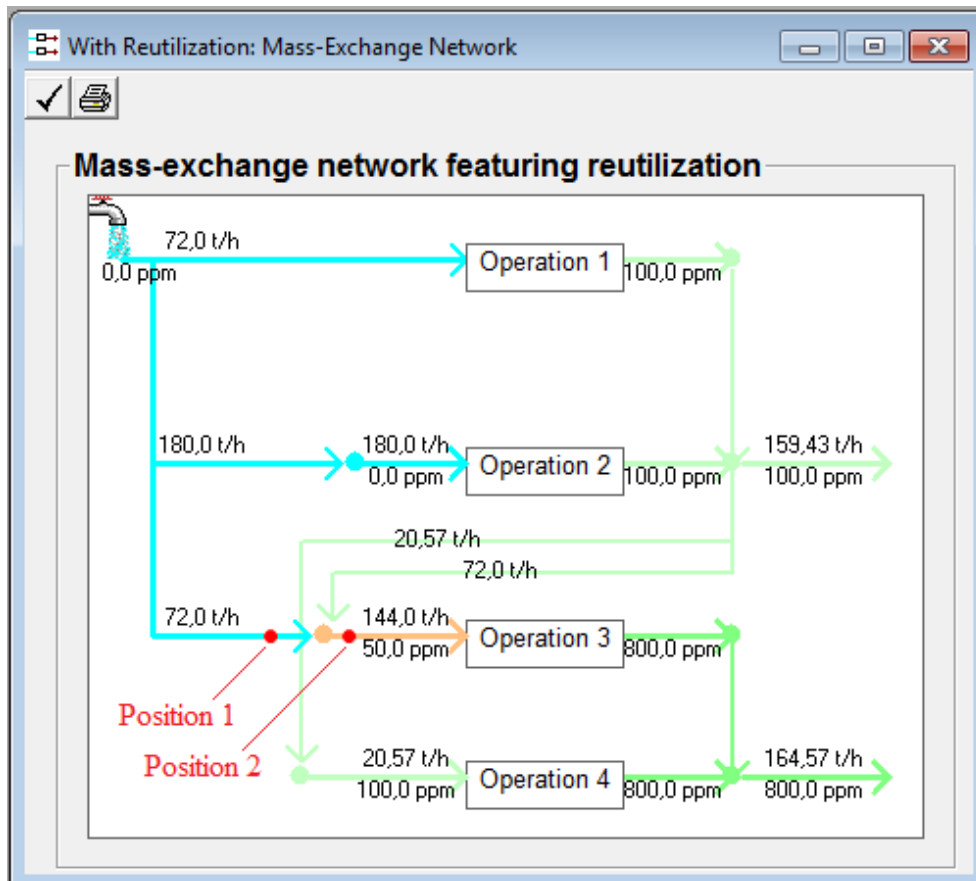 With Reutilization: Mass-Exchange Network
Mass-exchange network featuring reutilization
72,0 t/h
0,0 ppm
Operation 1
100,0 ppm
180,0 t/h
180,0 t/h
0,0 ppm
Operation 2
100,0 ppm
159,43 t/h
100,0 ppm
20,57 t/h
72,0 t/h
72,0 t/h
144,0 t/h
50,0 ppm
Operation 3
800,0 ppm
Position 1
Position 2
20,57 t/h
100,0 ppm
Operation 4
800,0 ppm
164,57 t/h
800,0 ppm